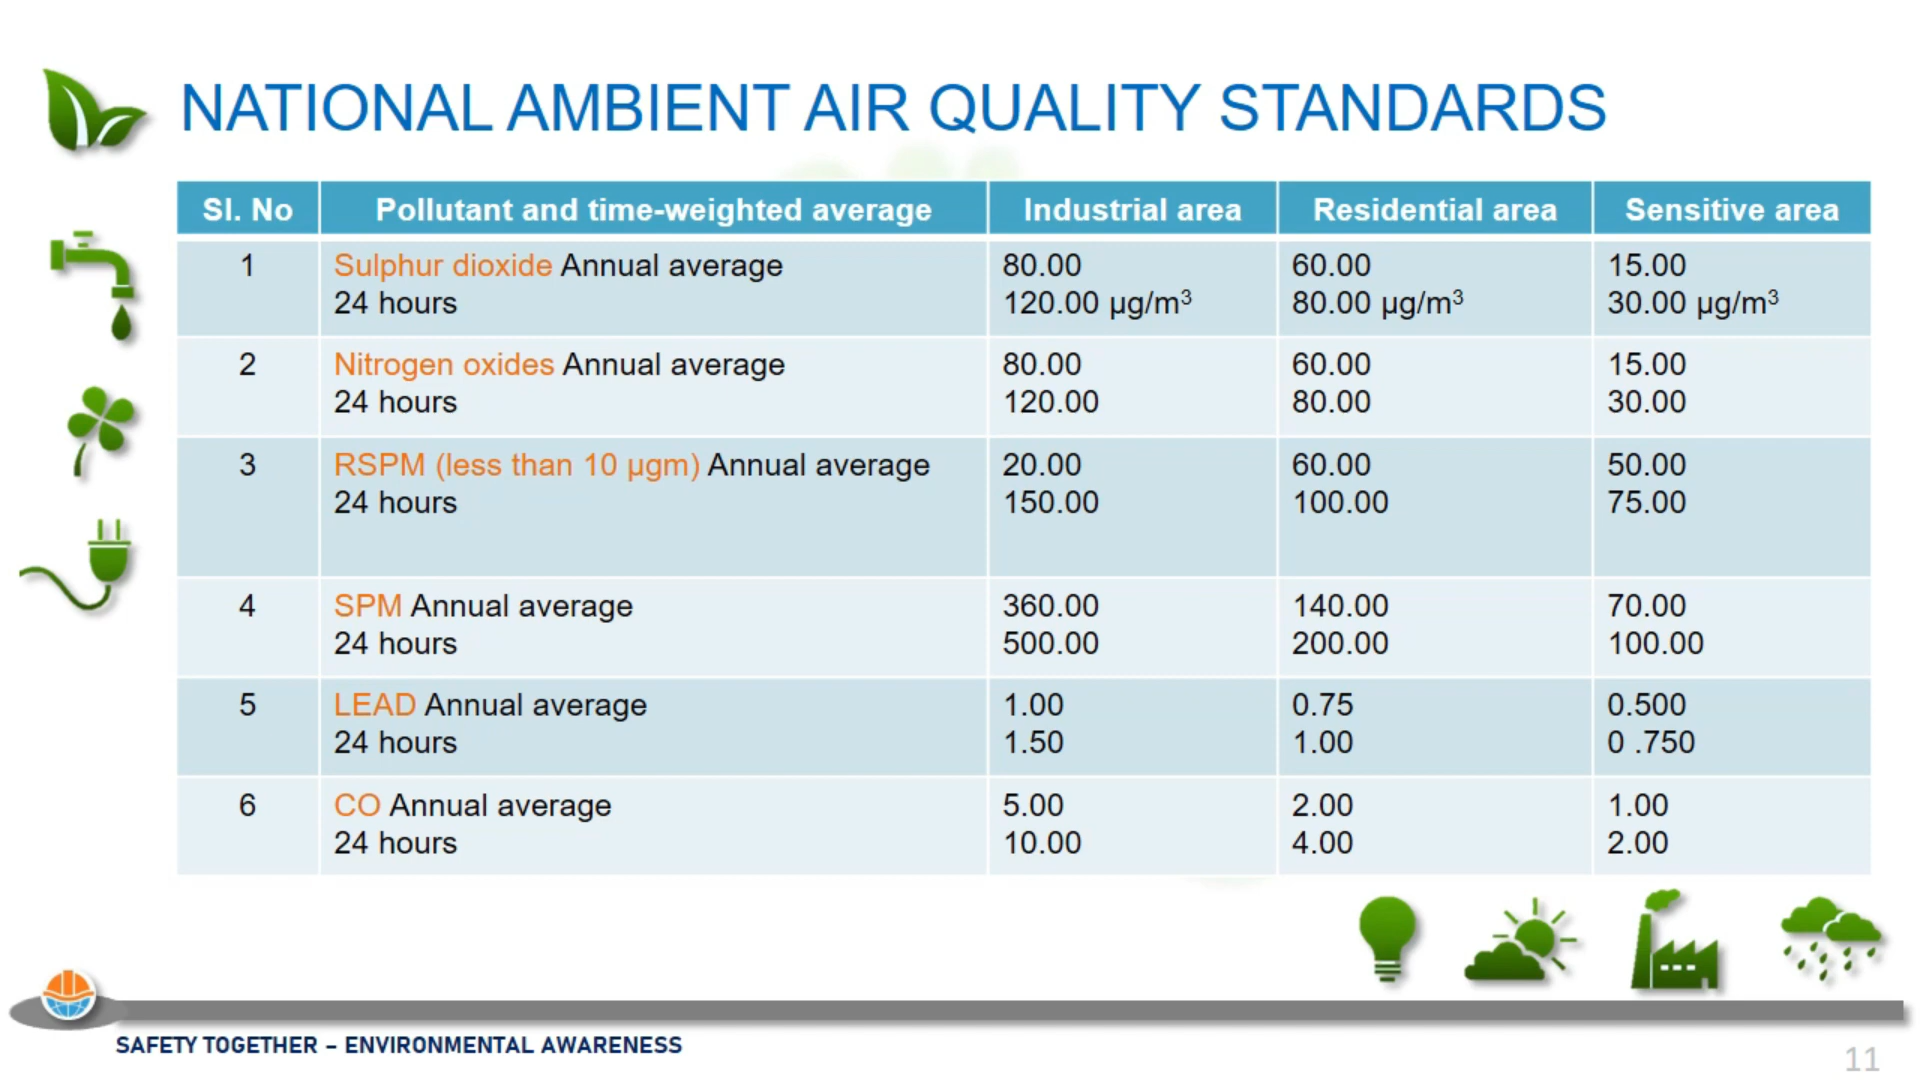 NATIONAL AMBIENT AIR QUALITY STANDARDS
Sl. No Pollutant and time-weighted average Industrial area Residential area Sensitive area
1 Sulphur dioxide Annual average 80.00 60.00 15.00
24 hours 120.00 µg/m³ 80.00 µg/m³ 30.00 µg/m³
2 Nitrogen oxides Annual average 80.00 60.00 15.00
24 hours 120.00 80.00 30.00
3 RSPM (less than 10 µgm) Annual average 20.00 60.00 50.00
24 hours 150.00 100.00 75.00
4 SPM Annual average 360.00 140.00 70.00
24 hours 500.00 200.00 100.00
5 LEAD Annual average 1.00 0.75 0.500
24 hours 1.50 1.00 0 .750
6 CO Annual average 5.00 2.00 1.00
24 hours 10.00 4.00 2.00
SAFETY TOGETHER – ENVIRONMENTAL AWARENESS
11